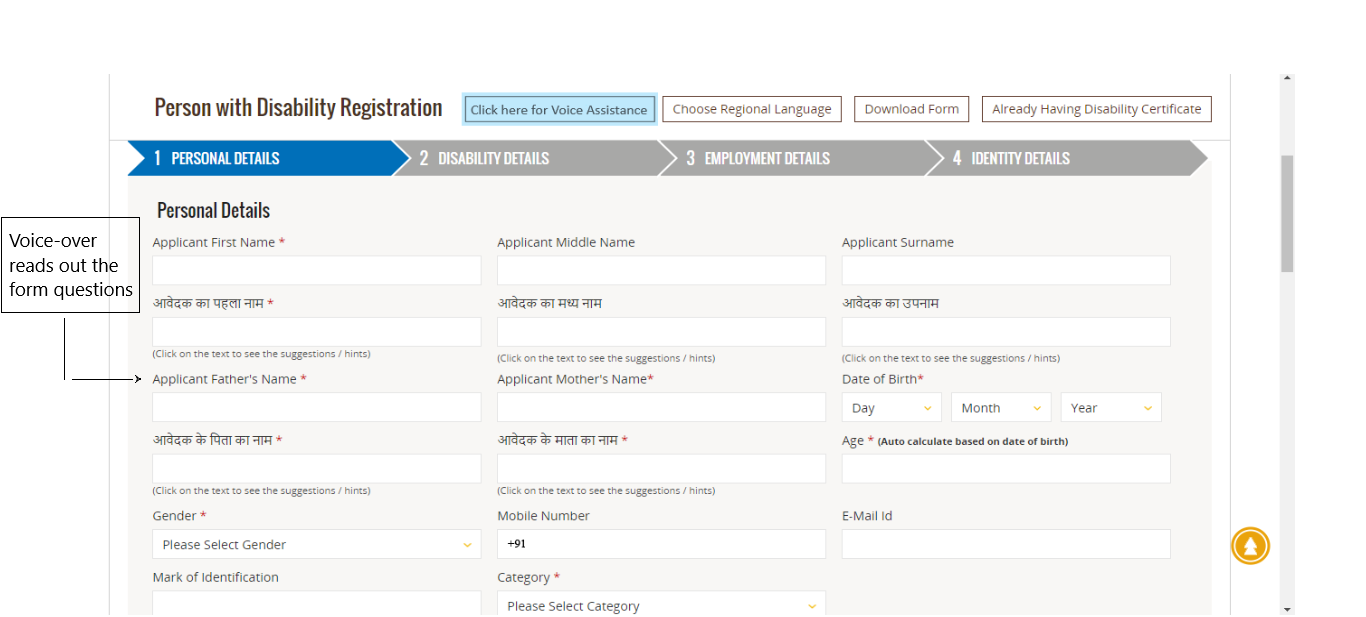 Person with Disability Registration
Click here for Voice Assistance
Choose Regional Language
Download Form
Already Having Disability Certificate
1 PERSONAL DETAILS
2 DISABILITY DETAILS
3 EMPLOYMENT DETAILS
4 IDENTITY DETAILS
Personal Details
Voice-over
reads out the
form questions
Applicant First Name *
Applicant Middle Name
Applicant Surname
आवेदक का पहला नाम *
आवेदक का मध्य नाम
आवेदक का उपनाम
(Click on the text to see the suggestions / hints)
(Click on the text to see the suggestions / hints)
(Click on the text to see the suggestions / hints)
Applicant Father's Name *
Applicant Mother's Name*
Date of Birth*
Day
Month
Year
आवेदक के पिता का नाम *
आवेदक के माता का नाम *
Age * (Auto calculate based on date of birth)
(Click on the text to see the suggestions / hints)
(Click on the text to see the suggestions / hints)
Gender *
Mobile Number
E-Mail Id
Please Select Gender
+91
Mark of Identification
Category *
Please Select Category